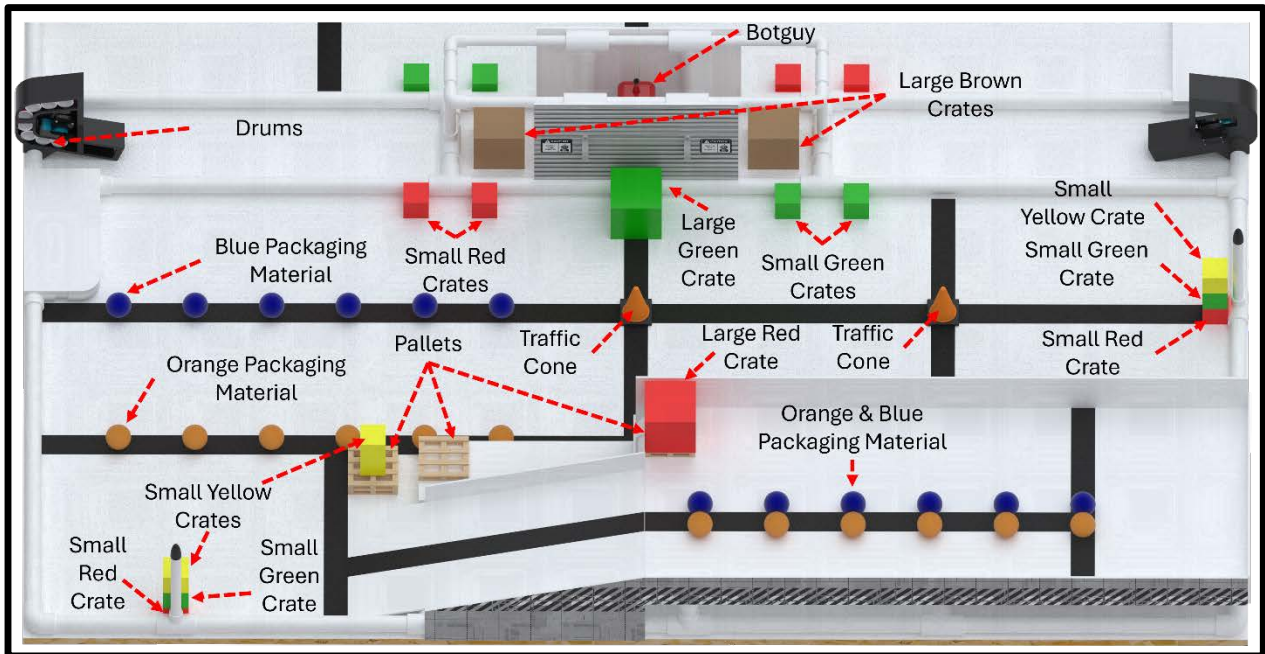 Botguy
Large Brown
Crates
Drums
Small
Yellow Crate
Small Green
Crate
Large
Green
Crate
Small Red
Crates
Small Green
Crates
Blue Packaging
Material
Traffic
Cone
Large Red
Crate
Traffic
Cone
Small Red
Crate
Pallets
Orange Packaging
Material
Orange & Blue
Packaging Material
Small Yellow
Crates
Small
Red
Crate
Small
Green
Crate